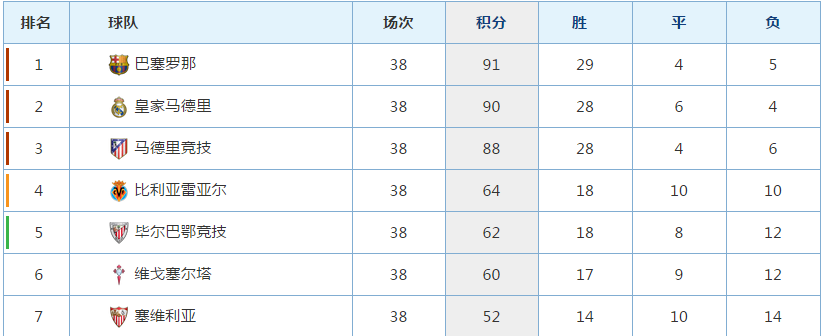 排名 球队 场次 积分 胜 平 负
1 巴塞罗那 38 91 29 4 5
2 皇家马德里 38 90 28 6 4
3 马德里竞技 38 88 28 4 6
4 比利亚雷亚尔 38 64 18 10 10
5 毕尔巴鄂竞技 38 62 18 8 12
6 维戈塞尔塔 38 60 17 9 12
7 塞维利亚 38 52 14 10 14